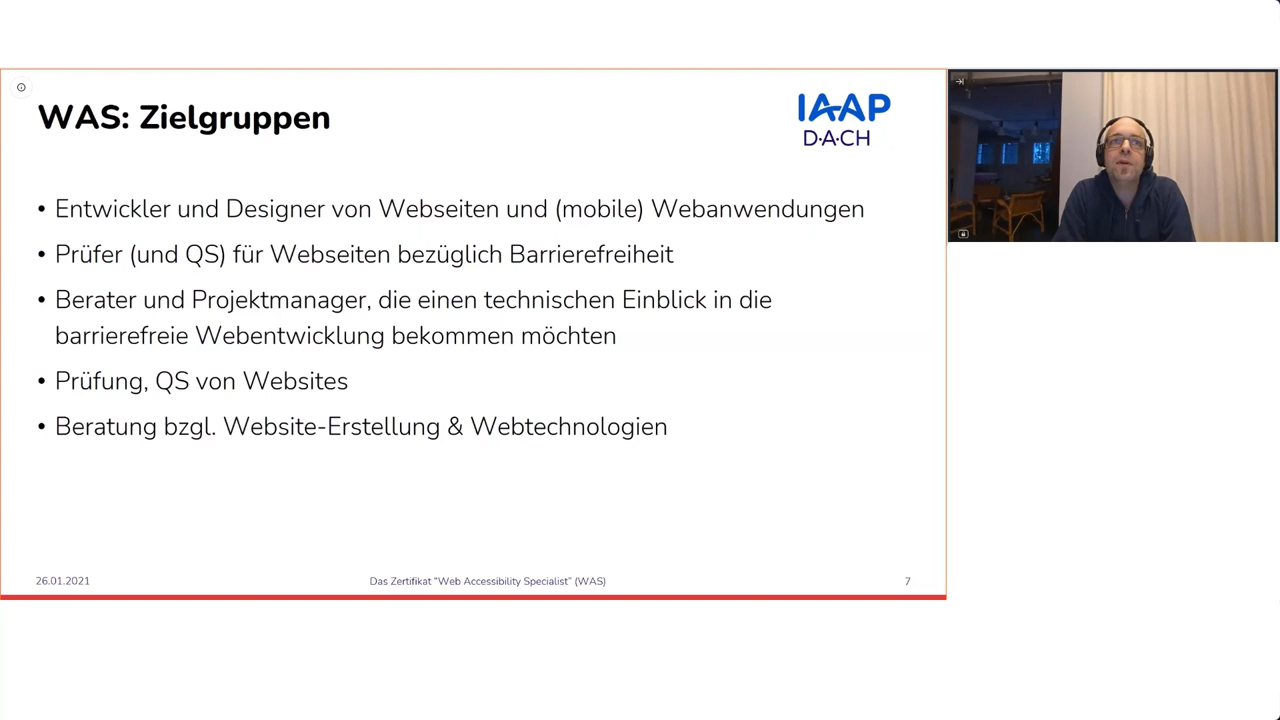 WAS: Zielgruppen
IAAP
D·A·CH
• Entwickler und Designer von Webseiten und (mobile) Webanwendungen
• Prüfer (und QS) für Webseiten bezüglich Barrierefreiheit
• Berater und Projektmanager, die einen technischen Einblick in die
barrierefreie Webentwicklung bekommen möchten
• Prüfung, QS von Websites
• Beratung bzgl. Website-Erstellung & Webtechnologien
26.01.2021
Das Zertifikat "Web Accessibility Specialist" (WAS)
7